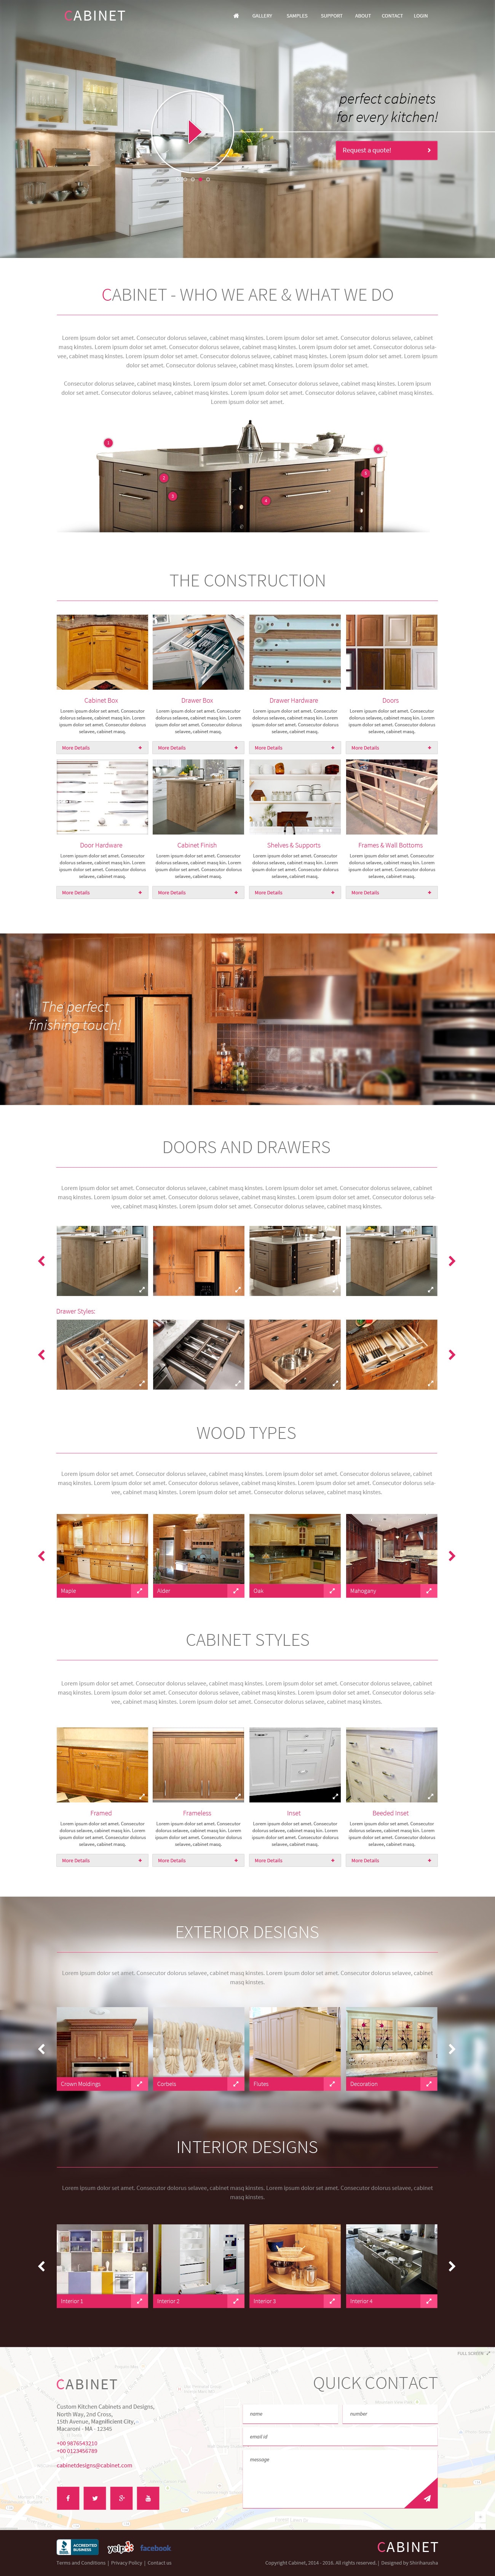 CABINET
GALLERY SAMPLES SUPPORT ABOUT CONTACT LOGIN
perfect cabinets
for every kitchen!
Request a quote!
CABINET - WHO WE ARE & WHAT WE DO
Lorem ipsum dolor set amet. Consecutor dolorus selavee, cabinet masq kinstes. Lorem ipsum dolor set amet. Consecutor dolorus selavee, cabinet
masq kinstes. Lorem ipsum dolor set amet. Consecutor dolorus selavee, cabinet masq kinstes. Lorem ipsum dolor set amet. Consecutor dolorus sela-
vee, cabinet masq kinstes. Lorem ipsum dolor set amet. Consecutor dolorus selavee, cabinet masq kinstes. Lorem ipsum dolor set amet. Lorem ipsum
dolor set amet. Consecutor dolorus selavee, cabinet masq kinstes. Lorem ipsum dolor set amet.
Consecutor dolorus selavee, cabinet masq kinstes. Lorem ipsum dolor set amet. Consecutor dolorus selavee, cabinet masq kinstes. Lorem ipsum
dolor set amet. Consecutor dolorus selavee, cabinet masq kinstes. Lorem ipsum dolor set amet. Consecutor dolorus selavee, cabinet masq kinstes.
Lorem ipsum dolor set amet.
THE CONSTRUCTION
Cabinet Box
Lorem ipsum dolor set amet. Consecutor
dolorus selavee, cabinet masq kin. Lorem
ipsum dolor set amet. Consecutor dolorus
selavee, cabinet masq.
More Details +
Drawer Box
Lorem ipsum dolor set amet. Consecutor
dolorus selavee, cabinet masq kin. Lorem
ipsum dolor set amet. Consecutor dolorus
selavee, cabinet masq.
More Details +
Drawer Hardware
Lorem ipsum dolor set amet. Consecutor
dolorus selavee, cabinet masq kin. Lorem
ipsum dolor set amet. Consecutor dolorus
selavee, cabinet masq.
More Details +
Doors
Lorem ipsum dolor set amet. Consecutor
dolorus selavee, cabinet masq kin. Lorem
ipsum dolor set amet. Consecutor dolorus
selavee, cabinet masq.
More Details +
Door Hardware
Lorem ipsum dolor set amet. Consecutor
dolorus selavee, cabinet masq kin. Lorem
ipsum dolor set amet. Consecutor dolorus
selavee, cabinet masq.
More Details +
Cabinet Finish
Lorem ipsum dolor set amet. Consecutor
dolorus selavee, cabinet masq kin. Lorem
ipsum dolor set amet. Consecutor dolorus
selavee, cabinet masq.
More Details +
Shelves & Supports
Lorem ipsum dolor set amet. Consecutor
dolorus selavee, cabinet masq kin. Lorem
ipsum dolor set amet. Consecutor dolorus
selavee, cabinet masq.
More Details +
Frames & Wall Bottoms
Lorem ipsum dolor set amet. Consecutor
dolorus selavee, cabinet masq kin. Lorem
ipsum dolor set amet. Consecutor dolorus
selavee, cabinet masq.
More Details +
The perfect
finishing touch!
DOORS AND DRAWERS
Lorem ipsum dolor set amet. Consecutor dolorus selavee, cabinet masq kinstes. Lorem ipsum dolor set amet. Consecutor dolorus selavee, cabinet
masq kinstes. Lorem ipsum dolor set amet. Consecutor dolorus selavee, cabinet masq kinstes. Lorem ipsum dolor set amet. Consecutor dolorus sela-
vee, cabinet masq kinstes. Lorem ipsum dolor set amet. Consecutor dolorus selavee, cabinet masq kinstes.
Drawer Styles:
WOOD TYPES
Lorem ipsum dolor set amet. Consecutor dolorus selavee, cabinet masq kinstes. Lorem ipsum dolor set amet. Consecutor dolorus selavee, cabinet
masq kinstes. Lorem ipsum dolor set amet. Consecutor dolorus selavee, cabinet masq kinstes. Lorem ipsum dolor set amet. Consecutor dolorus sela-
vee, cabinet masq kinstes. Lorem ipsum dolor set amet. Consecutor dolorus selavee, cabinet masq kinstes.
Maple Alder Oak Mahogany
CABINET STYLES
Lorem ipsum dolor set amet. Consecutor dolorus selavee, cabinet masq kinstes. Lorem ipsum dolor set amet. Consecutor dolorus selavee, cabinet
masq kinstes. Lorem ipsum dolor set amet. Consecutor dolorus selavee, cabinet masq kinstes. Lorem ipsum dolor set amet. Consecutor dolorus sela-
vee, cabinet masq kinstes. Lorem ipsum dolor set amet. Consecutor dolorus selavee, cabinet masq kinstes.
Framed
Lorem ipsum dolor set amet. Consecutor
dolorus selavee, cabinet masq kin. Lorem
ipsum dolor set amet. Consecutor dolorus
selavee, cabinet masq.
More Details +
Frameless
Lorem ipsum dolor set amet. Consecutor
dolorus selavee, cabinet masq kin. Lorem
ipsum dolor set amet. Consecutor dolorus
selavee, cabinet masq.
More Details +
Inset
Lorem ipsum dolor set amet. Consecutor
dolorus selavee, cabinet masq kin. Lorem
ipsum dolor set amet. Consecutor dolorus
selavee, cabinet masq.
More Details +
Beeded Inset
Lorem ipsum dolor set amet. Consecutor
dolorus selavee, cabinet masq kin. Lorem
ipsum dolor set amet. Consecutor dolorus
selavee, cabinet masq.
More Details +
EXTERIOR DESIGNS
Lorem ipsum dolor set amet. Consecutor dolorus selavee, cabinet masq kinstes. Lorem ipsum dolor set amet. Consecutor dolorus selavee, cabinet
masq kinstes.
Crown Moldings Corbels Flutes Decoration
INTERIOR DESIGNS
Lorem ipsum dolor set amet. Consecutor dolorus selavee, cabinet masq kinstes. Lorem ipsum dolor set amet. Consecutor dolorus selavee, cabinet
masq kinstes.
Interior 1 Interior 2 Interior 3 Interior 4
FULL SCREEN
CABINET
Custom Kitchen Cabinets and Designs,
North Way, 2nd Cross,
15th Avenue, Magnificient City, -
Macansni - MA - 12345
+00 9876543210
+00 0123456789
cabinetdesigns@cabinet.com
QUICK CONTACT
name number
email id
message
BBB ACCREDITED BUSINESS
yelp
facebook
CABINET
Terms and Conditions | Privacy Policy | Contact us
Copyright Cabinet, 2014 - 2016. All rights reserved. | Designed by Shirihanssha